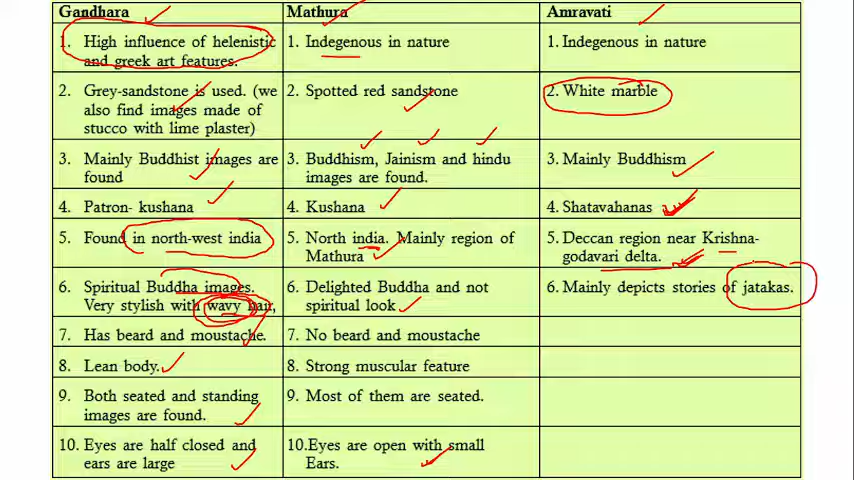 Gandhara
Mathura
Amravati
1. High influence of helenistic
and greek art features.
1. Indegenous in nature
1. Indegenous in nature
2. Grey-sandstone is used. (we
also find images made of
stucco with lime plaster)
2. Spotted red sandstone
2. White marble
3. Mainly Buddhist images are
found
3. Buddhism, Jainism and hindu
images are found.
3. Mainly Buddhism
4. Patron- kushana
4. Kushana
4. Shatavahanas
5. Found in north-west india
5. North india. Mainly region of
Mathura
5. Deccan region near Krishna-
godavari delta.
6. Spiritual Buddha images.
Very stylish with wavy hair,
6. Delighted Buddha and not
spiritual look
6. Mainly depicts stories of jatakas.
7. Has beard and moustache.
7. No beard and moustache
8. Lean body.
8. Strong muscular feature
9. Both seated and standing
images are found.
9. Most of them are seated.
10. Eyes are half closed and
ears are large
10.Eyes are open with small
Ears.